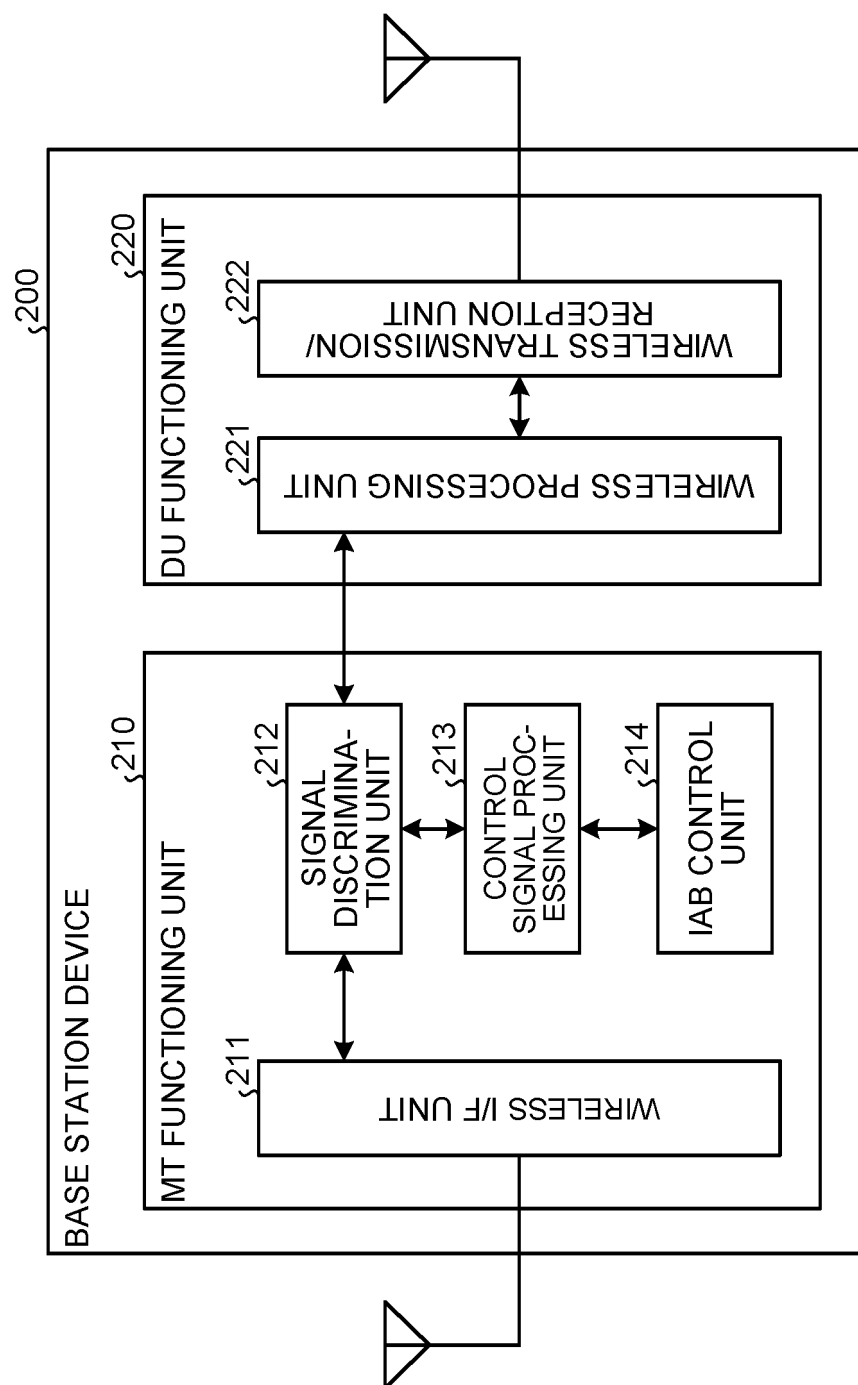 200
BASE STATION DEVICE
210
MT FUNCTIONING UNIT
211
WIRELESS I/F UNIT
212
SIGNAL
DISCRIMINA-
TION UNIT
213
CONTROL
SIGNAL PROC-
ESSING UNIT
214
IAB CONTROL
UNIT
220
DU FUNCTIONING UNIT
221
WIRELESS PROCESSING UNIT
222
WIRELESS TRANSMISSION/
RECEPTION UNIT